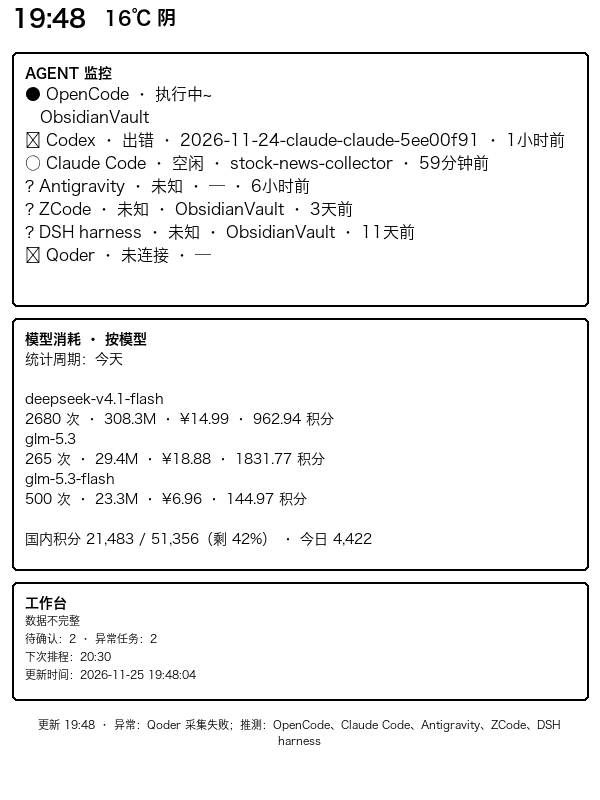 19:48 16℃ 阴
AGENT 监控
● OpenCode · 执行中~
ObsidianVault
☒ Codex · 出错 · 2026-11-24-claude-claude-5ee00f91 · 1小时前
○ Claude Code · 空闲 · stock-news-collector · 59分钟前
? Antigravity · 未知 · — · 6小时前
? ZCode · 未知 · ObsidianVault · 3天前
? DSH harness · 未知 · ObsidianVault · 11天前
☒ Qoder · 未连接 · —
模型消耗 · 按模型
统计周期：今天
deepseek-v4.1-flash
2680 次 · 308.3M · ¥14.99 · 962.94 积分
glm-5.3
265 次 · 29.4M · ¥18.88 · 1831.77 积分
glm-5.3-flash
500 次 · 23.3M · ¥6.96 · 144.97 积分
国内积分 21,483 / 51,356（剩 42%） · 今日 4,422
工作台
数据不完整
待确认：2 · 异常任务：2
下次排程：20:30
更新时间：2026-11-25 19:48:04
更新 19:48 · 异常：Qoder 采集失败；推测：OpenCode、Claude Code、Antigravity、ZCode、DSH
harness